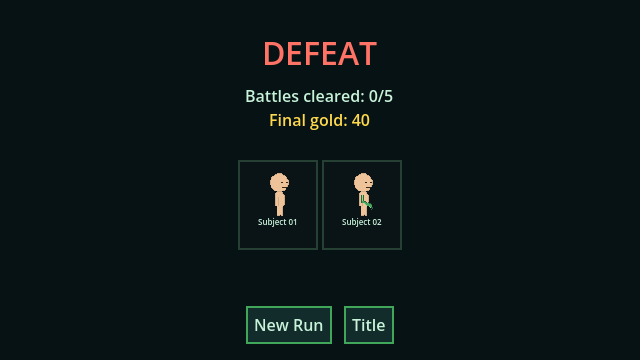 DEFEAT
Battles cleared: 0/5
Final gold: 40
Subject 01
Subject 02
New Run
Title